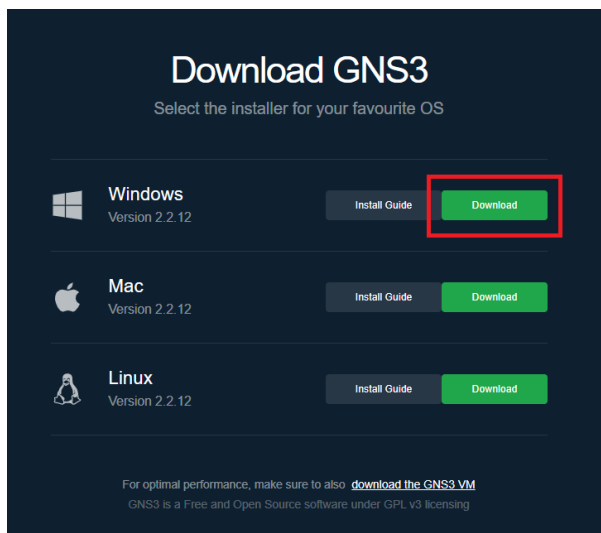 Download GNS3
Select the installer for your favourite OS
Windows
Version 2.2.12
Install Guide
Download
Mac
Version 2.2.12
Install Guide
Download
Linux
Version 2.2.12
Install Guide
Download
For optimal performance, make sure to also download the GNS3 VM
GNS3 is a Free and Open Source software under GPL v3 licensing